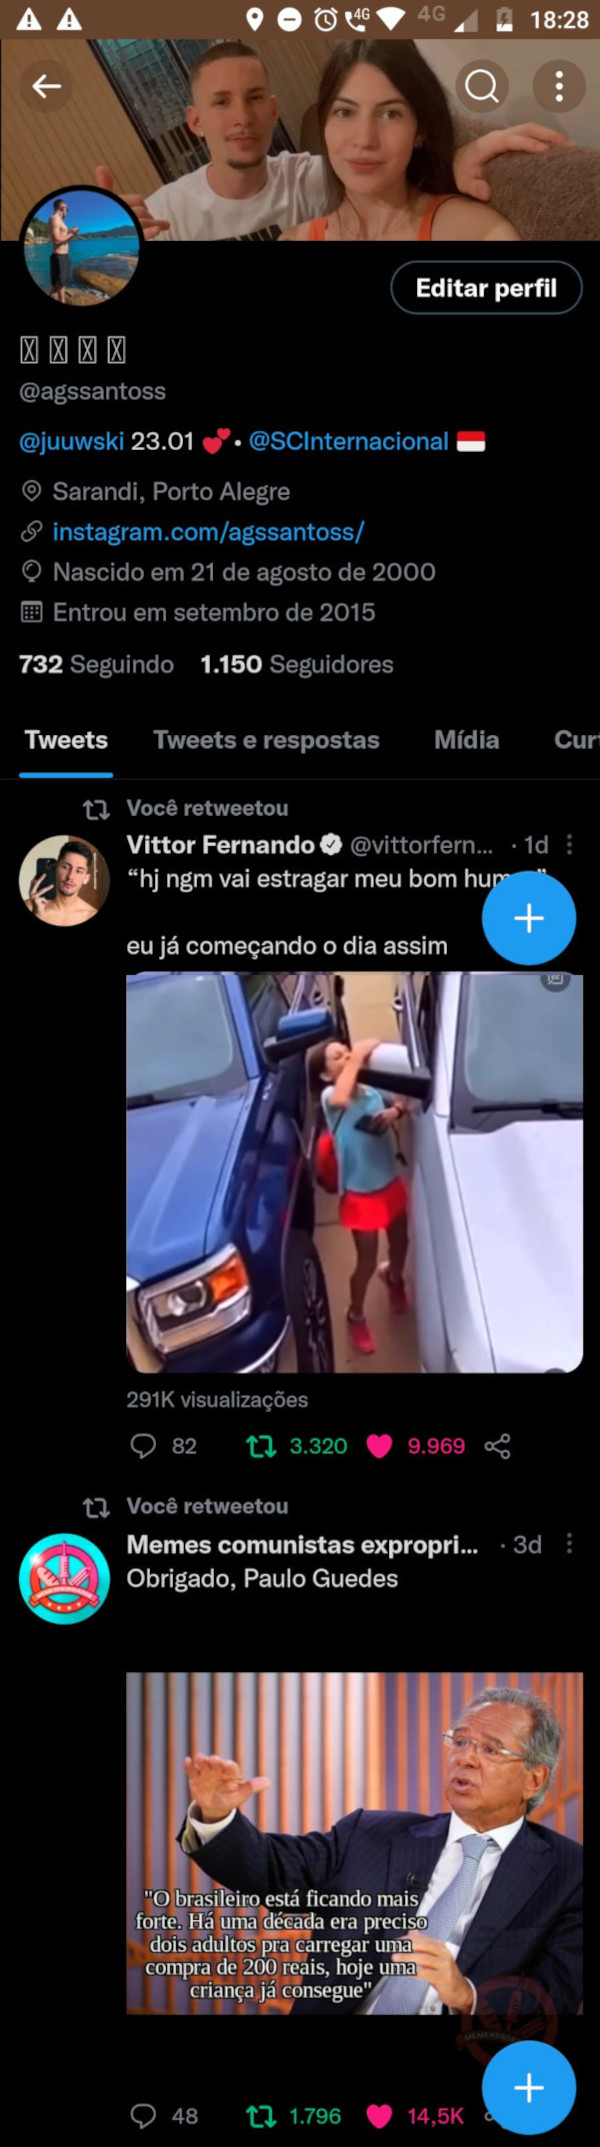 4G
4G
18:28
Editar perfil
@agssantoss
@juuwski 23.01 💕• @SCInternacional 🇮🇩
Sarandi, Porto Alegre
instagram.com/agssantoss/
Nascido em 21 de agosto de 2000
Entrou em setembro de 2015
732 Seguindo 1.150 Seguidores
Tweets Tweets e respostas Mídia Curt
Você retweetou
Vittor Fernando @vittorfern... · 1d
“hj ngm vai estragar meu bom hum
eu já começando o dia assim
291K visualizações
82 3.320 9.969
Você retweetou
Memes comunistas expropri... · 3d
Obrigado, Paulo Guedes
"O brasileiro está ficando mais
forte. Há uma década era preciso
dois adultos pra carregar uma
compra de 200 reais, hoje uma
criança já consegue"
48 1.796 14,5K